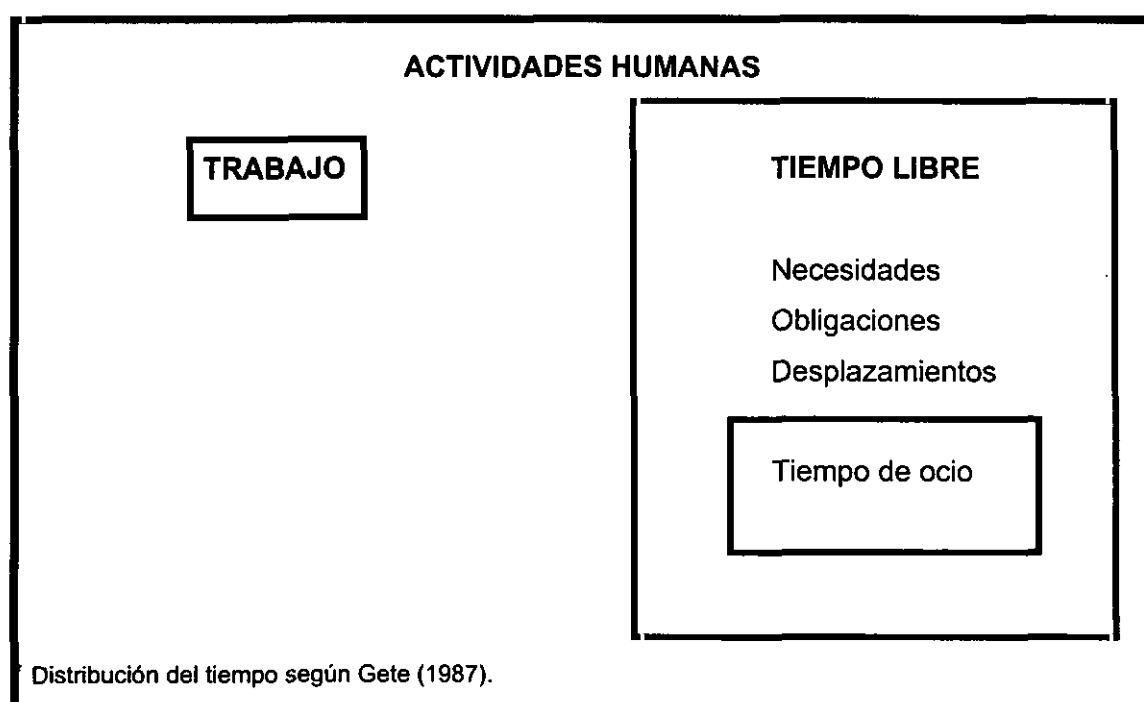 ACTIVIDADES HUMANAS
TRABAJO
TIEMPO LIBRE
Necesidades
Obligaciones
Desplazamientos
Tiempo de ocio
Distribución del tiempo según Gete (1987).